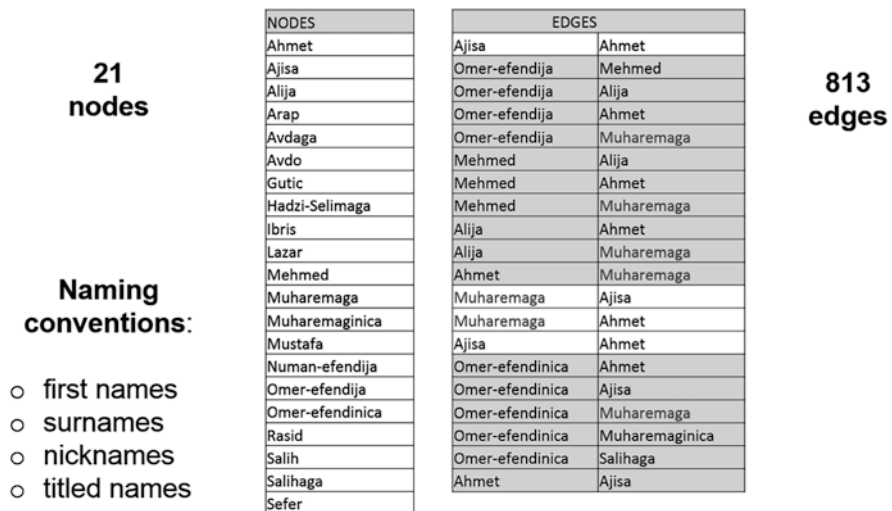 21
nodes
Naming
conventions:
o first names
o surnames
o nicknames
o titled names
NODES
Ahmet
Ajisa
Alija
Arap
Avdaga
Avdo
Gutic
Hadzi-Selimaga
Ibris
Lazar
Mehmed
Muharemaga
Muharemaginica
Mustafa
Numan-efendija
Omer-efendija
Omer-efendinica
Rasid
Salih
Salihaga
Sefer
EDGES
Ajisa Ahmet
Omer-efendija Mehmed
Omer-efendija Alija
Omer-efendija Ahmet
Omer-efendija Muharemaga
Mehmed Alija
Mehmed Ahmet
Mehmed Muharemaga
Alija Ahmet
Alija Muharemaga
Ahmet Muharemaga
Muharemaga Ajisa
Muharemaga Ahmet
Ajisa Ahmet
Omer-efendinica Ahmet
Omer-efendinica Ajisa
Omer-efendinica Muharemaga
Omer-efendinica Muharemaginica
Omer-efendinica Salihaga
Ahmet Ajisa
813
edges